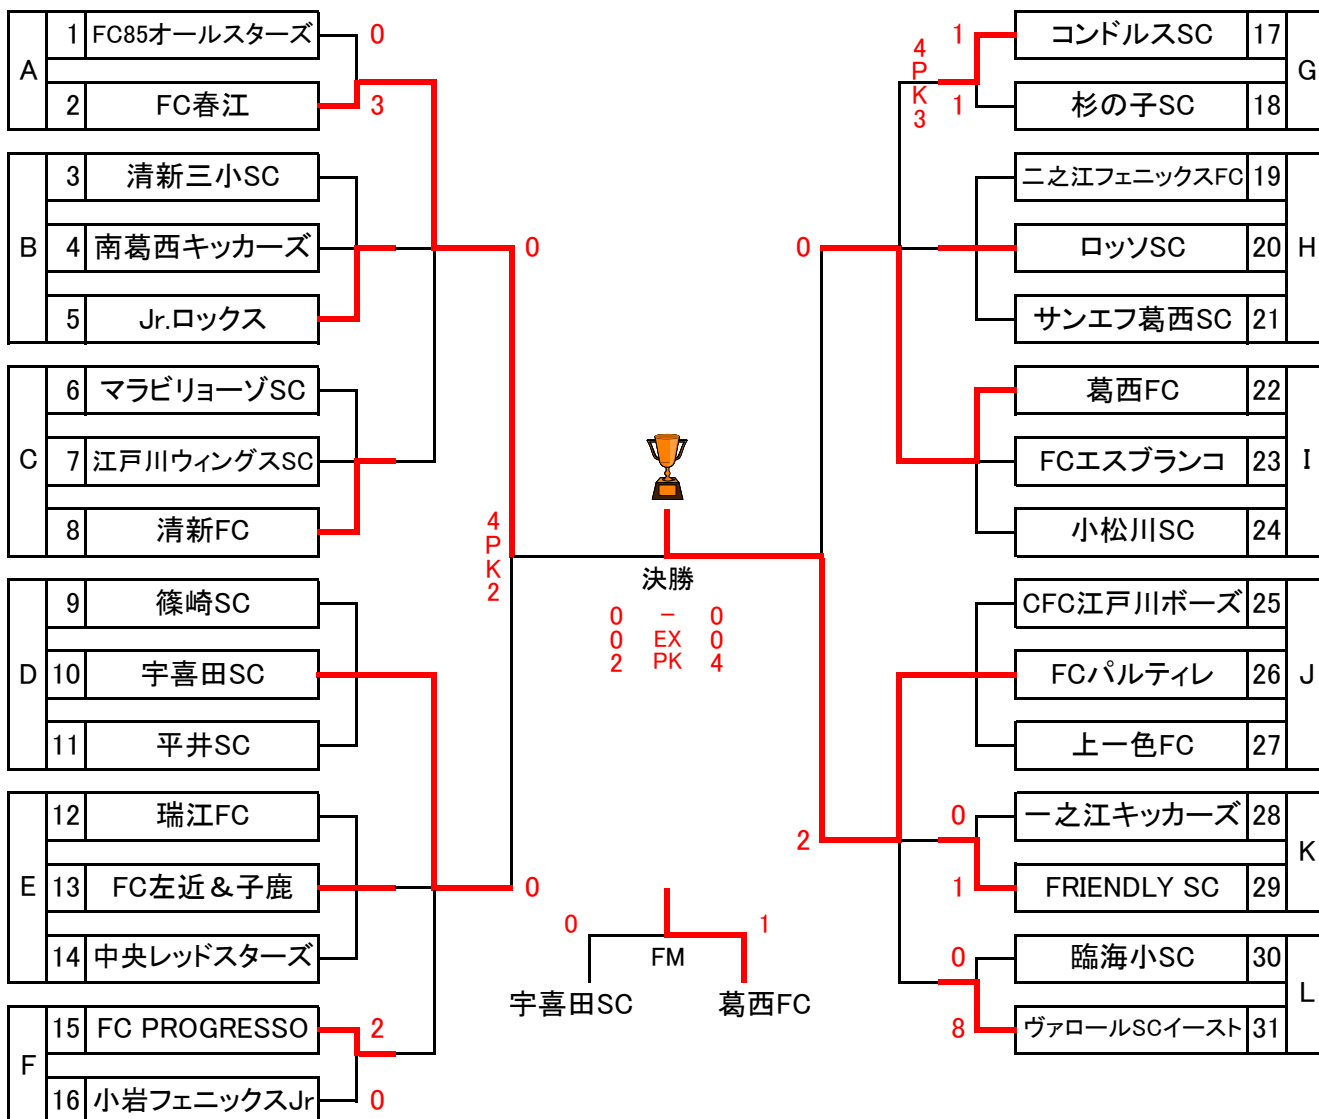 A
1 FC85オールスターズ 0
2 FC春江 3
B
3 清新三小SC
4 南葛西キッカーズ
5 Jr.ロックス
0
C
6 マラビリョーゾSC
7 江戸川ウィングスSC
8 清新FC
4PK2
D
9 篠崎SC
10 宇喜田SC
11 平井SC
E
12 瑞江FC
13 FC左近＆子鹿
14 中央レッドスターズ
0
F
15 FC PROGRESSO 2
16 小岩フェニックスJr 0
決勝
0 － 0
0 EX 0
2 PK 4
0 1
FM
宇喜田SC 葛西FC
4PK3
1 コンドルスSC 17
1 杉の子SC 18
G
二之江フェニックスFC 19
ロッソSC 20
サンエフ葛西SC 21
H
0
葛西FC 22
FCエスブランコ 23
小松川SC 24
I
CFC江戸川ボーズ 25
FCパルティレ 26
上一色FC 27
J
2
0 一之江キッカーズ 28
1 FRIENDLY SC 29
K
0 臨海小SC 30
8 ヴァロールSCイースト 31
L